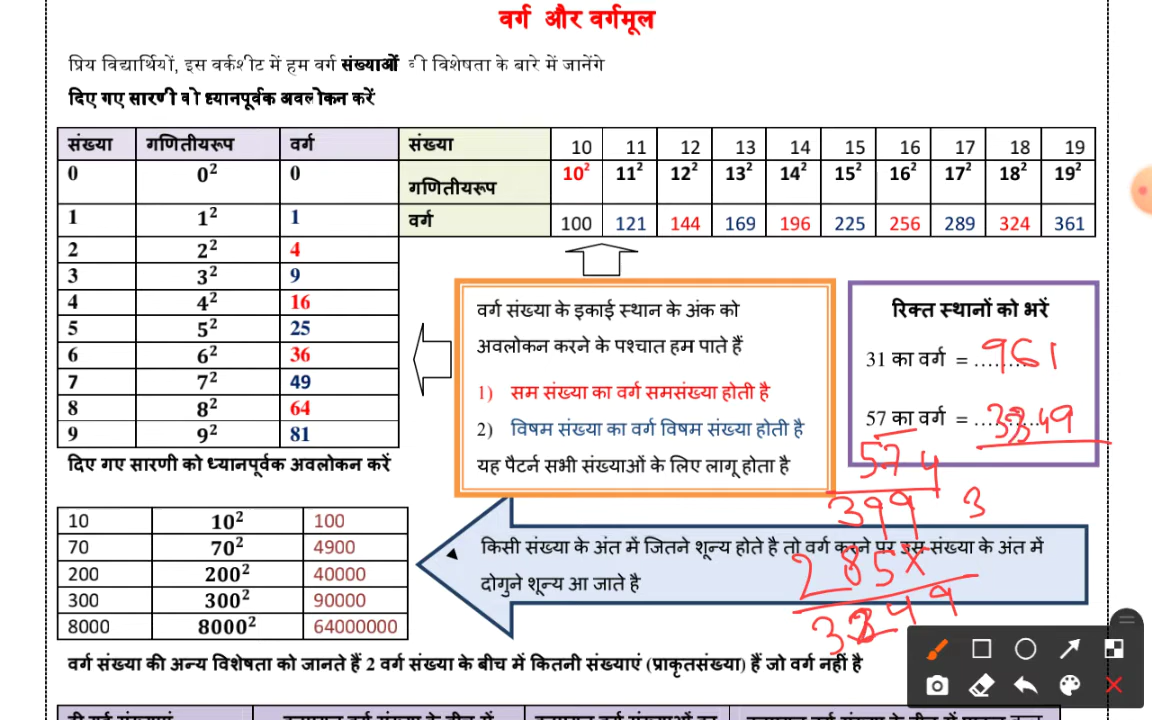 वर्ग और वर्गमूल
प्रिय विद्यार्थियों, इस वर्कशीट में हम वर्ग संख्याओं की विशेषता के बारे में जानेंगे
दिए गए सारणी को ध्यानपूर्वक अवलोकन करें
संख्या गणितीयरूप वर्ग
0 0² 0
1 1² 1
2 2² 4
3 3² 9
4 4² 16
5 5² 25
6 6² 36
7 7² 49
8 8² 64
9 9² 81
संख्या 10 11 12 13 14 15 16 17 18 19
गणितीयरूप 10² 11² 12² 13² 14² 15² 16² 17² 18² 19²
वर्ग 100 121 144 169 196 225 256 289 324 361
वर्ग संख्या के इकाई स्थान के अंक को
अवलोकन करने के पश्चात हम पाते हैं
1) सम संख्या का वर्ग समसंख्या होती है
2) विषम संख्या का वर्ग विषम संख्या होती है
यह पैटर्न सभी संख्याओं के लिए लागू होता है
रिक्त स्थानों को भरें
31 का वर्ग = ........ 961
57 का वर्ग = ........ 49
57
399 3
285×
दिए गए सारणी को ध्यानपूर्वक अवलोकन करें
10 10² 100
70 70² 4900
200 200² 40000
300 300² 90000
8000 8000² 64000000
किसी संख्या के अंत में जितने शून्य होते है तो वर्ग करने पर उस संख्या के अंत में
दोगुने शून्य आ जाते है
वर्ग संख्या की अन्य विशेषता को जानते हैं 2 वर्ग संख्या के बीच में कितनी संख्याएं (प्राकृतसंख्या) हैं जो वर्ग नहीं है